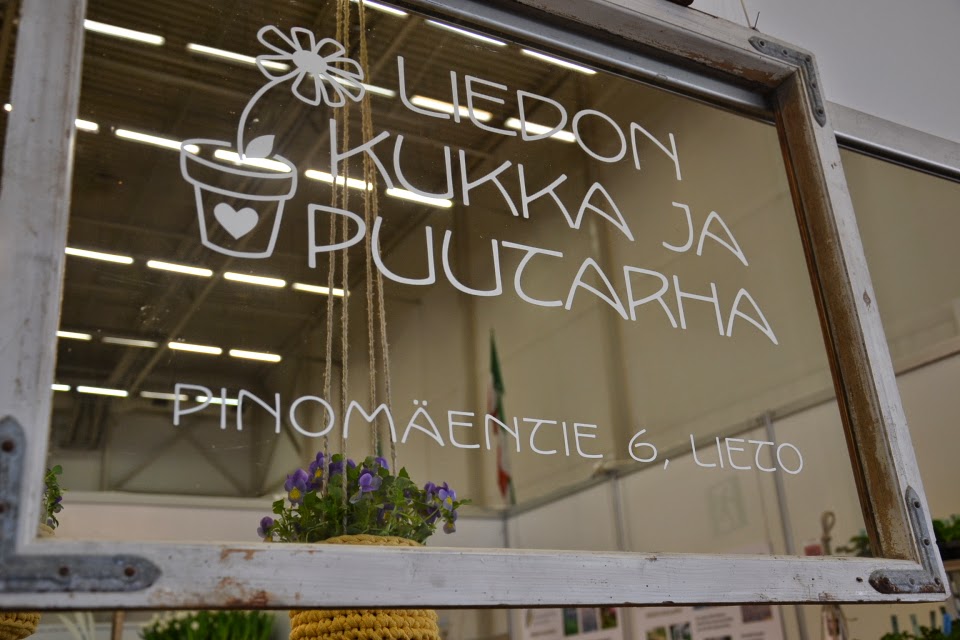 LIEDON
KUKKA JA
PUUTARHA
PINOMÄENTIE 6, LIETO